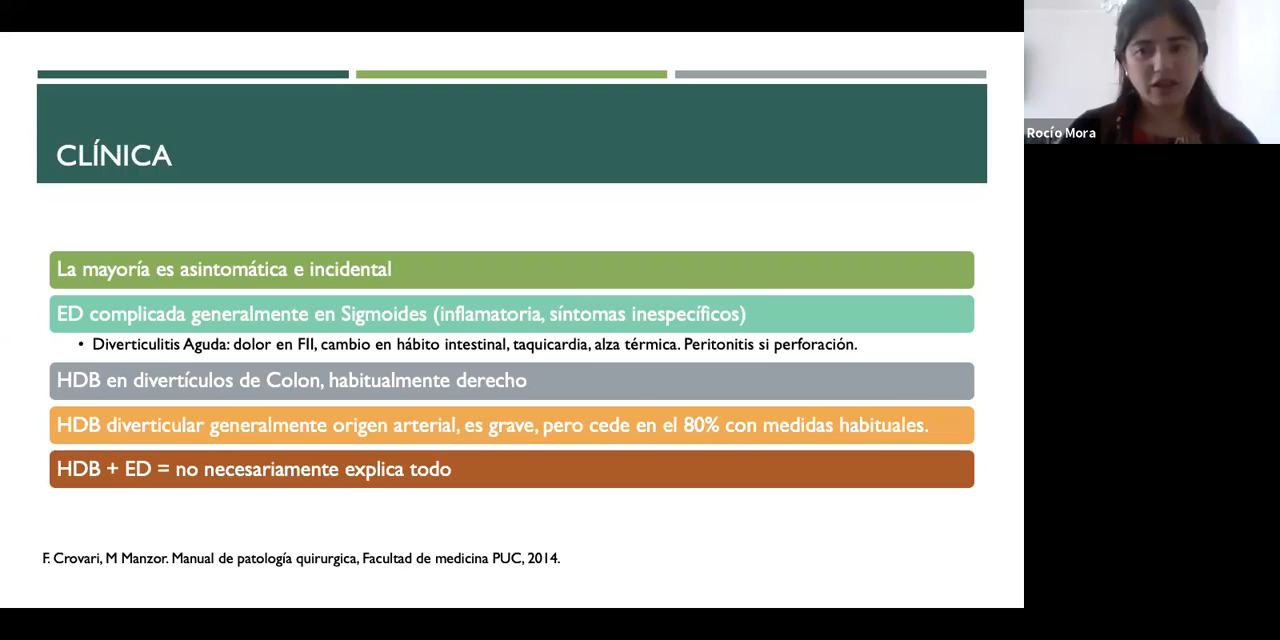 CLÍNICA
La mayoría es asintomática e incidental
ED complicada generalmente en Sigmoides (inflamatoria, síntomas inespecíficos)
• Diverticulitis Aguda: dolor en FII, cambio en hábito intestinal, taquicardia, alza térmica. Peritonitis si perforación.
HDB en divertículos de Colon, habitualmente derecho
HDB diverticular generalmente origen arterial, es grave, pero cede en el 80% con medidas habituales.
HDB + ED = no necesariamente explica todo
F. Crovari, M Manzor. Manual de patología quirurgica, Facultad de medicina PUC, 2014.
Rocío Mora